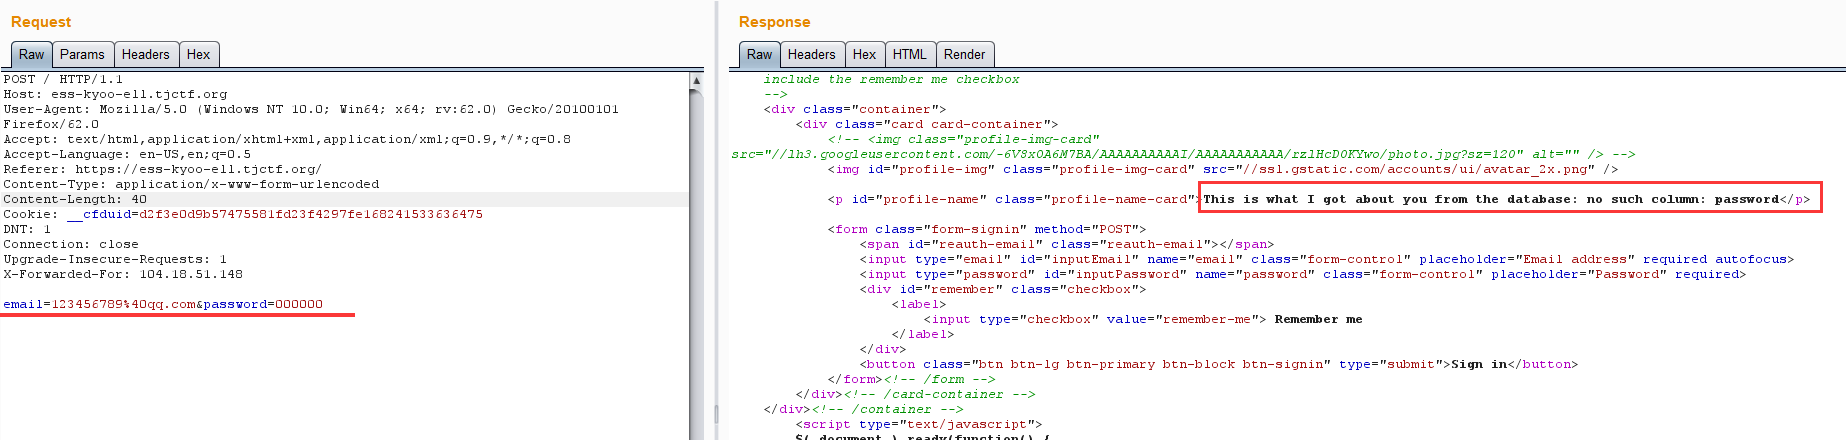 Request
Raw Params Headers Hex
POST / HTTP/1.1
Host: ess-kyoo-ell.tjctf.org
User-Agent: Mozilla/5.0 (Windows NT 10.0; Win64; x64; rv:62.0) Gecko/20100101
Firefox/62.0
Accept: text/html,application/xhtml+xml,application/xml;q=0.9,*/*;q=0.8
Accept-Language: en-US,en;q=0.5
Referer: https://ess-kyoo-ell.tjctf.org/
Content-Type: application/x-www-form-urlencoded
Content-Length: 40
Cookie: __cfduid=d2f3e0d9b57475581fd23f4297fe168241533636475
DNT: 1
Connection: close
Upgrade-Insecure-Requests: 1
X-Forwarded-For: 104.18.51.148
email=123456789%40qq.com&password=000000
Response
Raw Headers Hex HTML Render
include the remember me checkbox
-->
<div class="container">
<div class="card card-container">
<!-- <img class="profile-img-card"
src="//lh3.googleusercontent.com/-6V8xOA6M7BA/AAAAAAAAAAI/AAAAAAAAAAA/rzlHcD0KYwo/photo.jpg?sz=120" alt="" /> -->
<img id="profile-img" class="profile-img-card" src="//ssl.gstatic.com/accounts/ui/avatar_2x.png" />
<p id="profile-name" class="profile-name-card">This is what I got about you from the database: no such column: password</p>
<form class="form-signin" method="POST">
<span id="reauth-email" class="reauth-email"></span>
<input type="email" id="inputEmail" name="email" class="form-control" placeholder="Email address" required autofocus>
<input type="password" id="inputPassword" name="password" class="form-control" placeholder="Password" required>
<div id="remember" class="checkbox">
<label>
<input type="checkbox" value="remember-me"> Remember me
</label>
</div>
<button class="btn btn-lg btn-primary btn-block btn-signin" type="submit">Sign in</button>
</form><!-- /form -->
</div><!-- /card-container -->
</div><!-- /container -->
<script type="text/javascript">
$( document ).ready(function() {